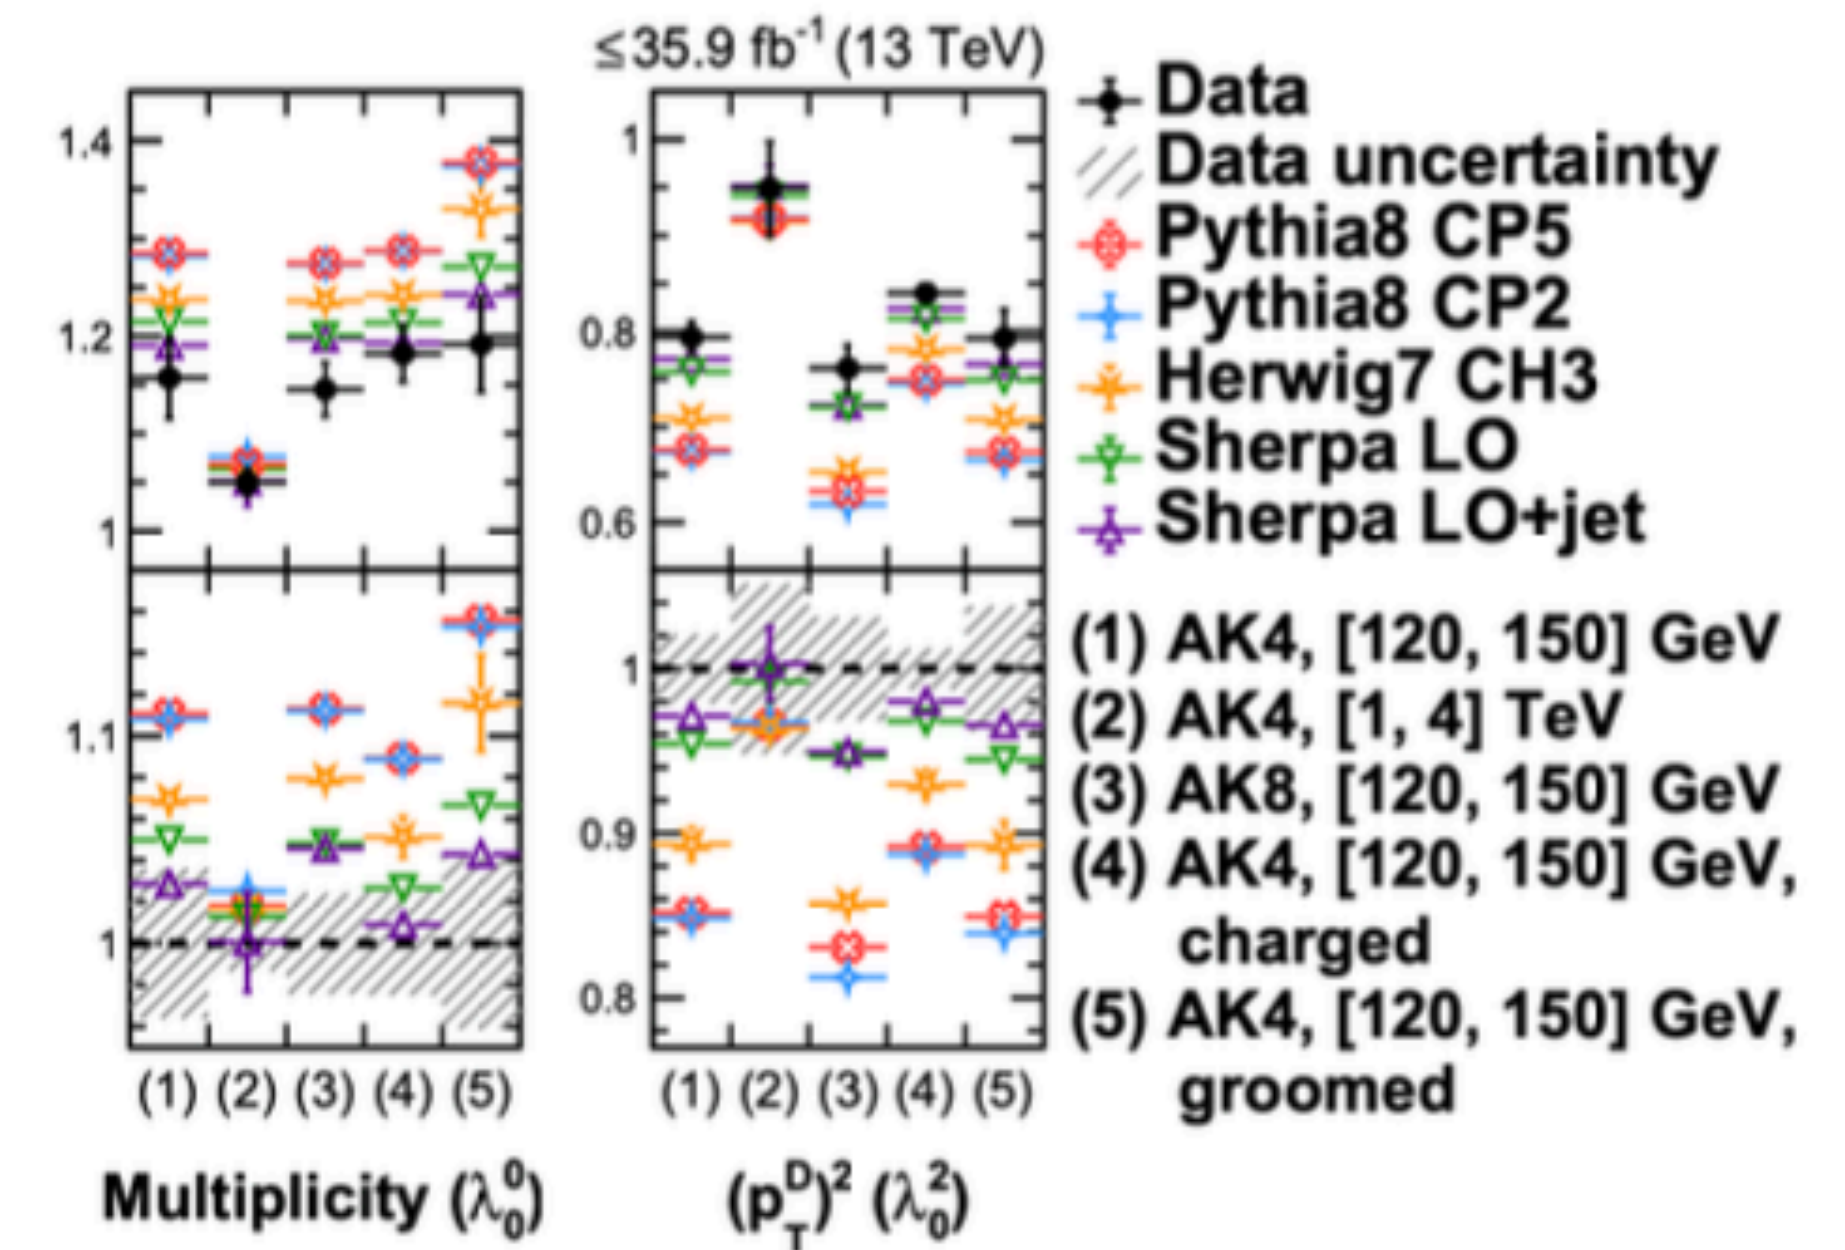 ≤35.9 fb⁻¹ (13 TeV)
1.4
1.2
1
1.1
1
1
0.8
0.6
1
0.9
0.8
(1) (2) (3) (4) (5)
(1) (2) (3) (4) (5)
Multiplicity (λ⁰₀)
(p_T^D)² (λ²₀)
Data
Data uncertainty
Pythia8 CP5
Pythia8 CP2
Herwig7 CH3
Sherpa LO
Sherpa LO+jet
(1) AK4, [120, 150] GeV
(2) AK4, [1, 4] TeV
(3) AK8, [120, 150] GeV
(4) AK4, [120, 150] GeV,
charged
(5) AK4, [120, 150] GeV,
groomed